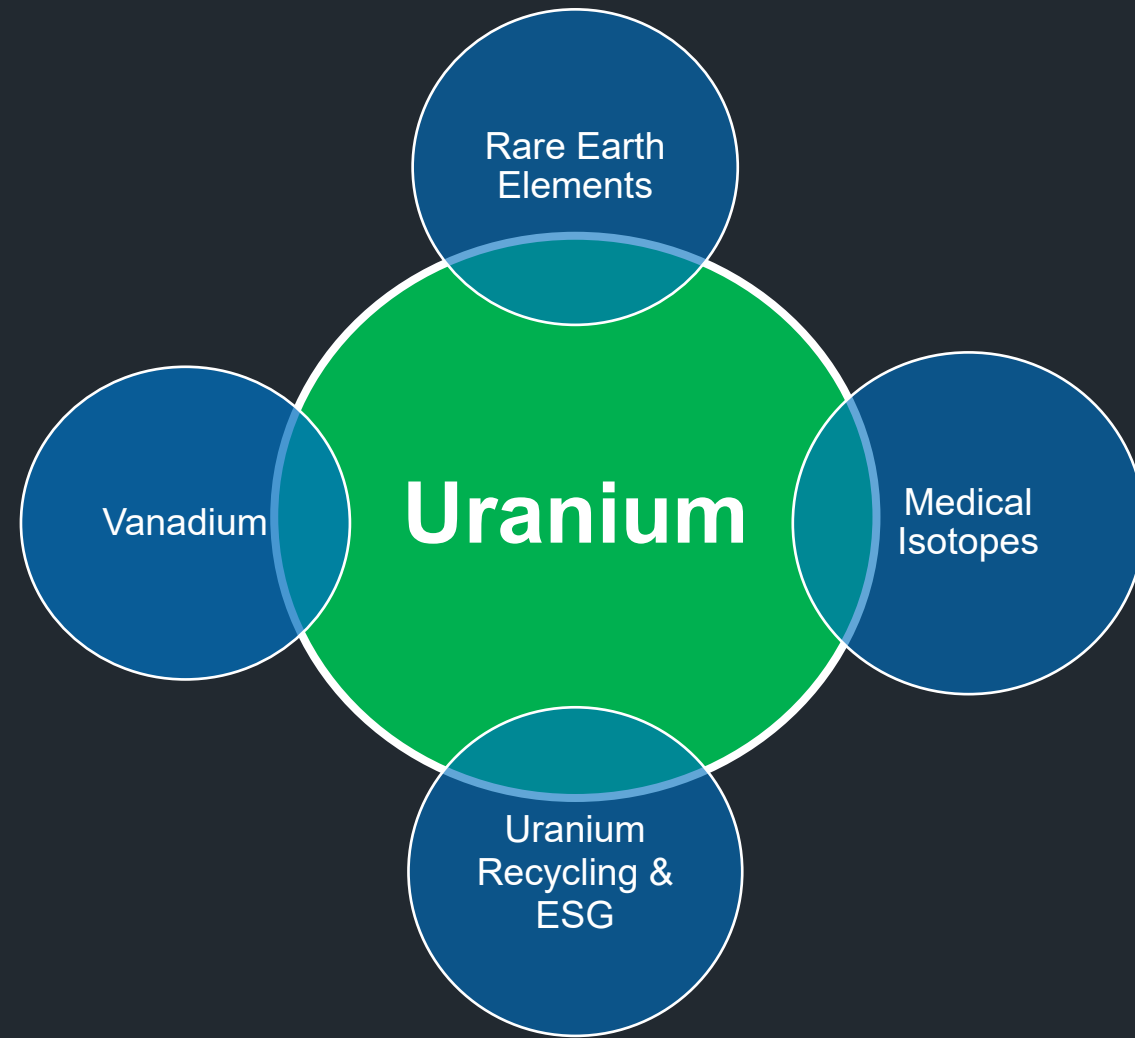 Rare Earth
Elements
Vanadium
Uranium
Medical
Isotopes
Uranium
Recycling &
ESG